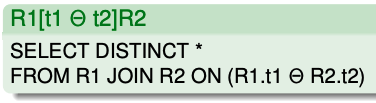 R1[t1 Θ t2]R2
SELECT DISTINCT *
FROM R1 JOIN R2 ON (R1.t1 Θ R2.t2)